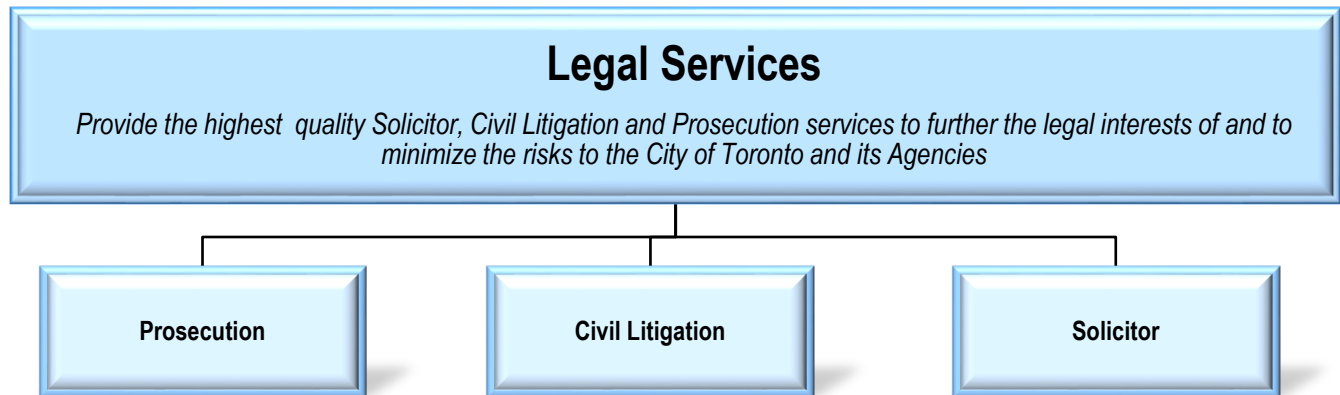 Legal Services
Provide the highest quality Solicitor, Civil Litigation and Prosecution services to further the legal interests of and to
minimize the risks to the City of Toronto and its Agencies
Prosecution
Civil Litigation
Solicitor